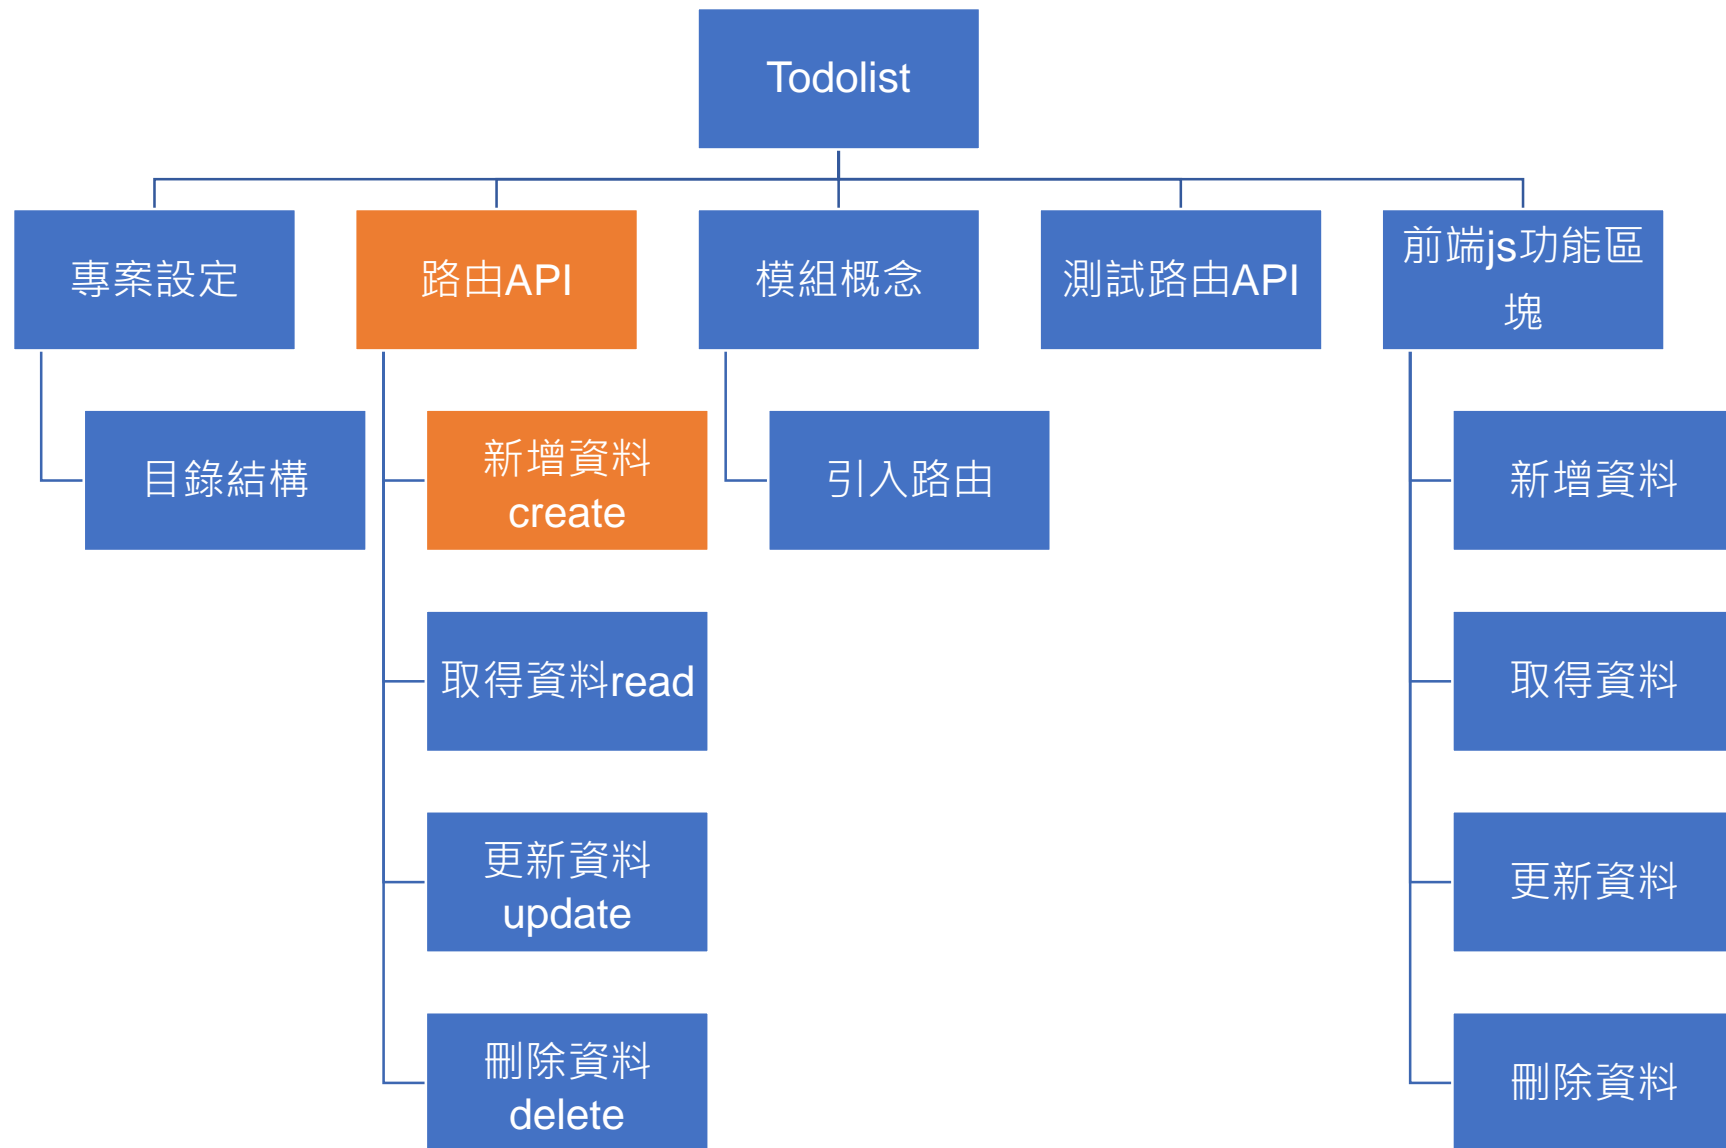 Todolist
專案設定
路由API
模組概念
測試路由API
前端js功能區
塊
目錄結構
新增資料
create
引入路由
新增資料
取得資料read
取得資料
更新資料
update
更新資料
刪除資料
delete
刪除資料